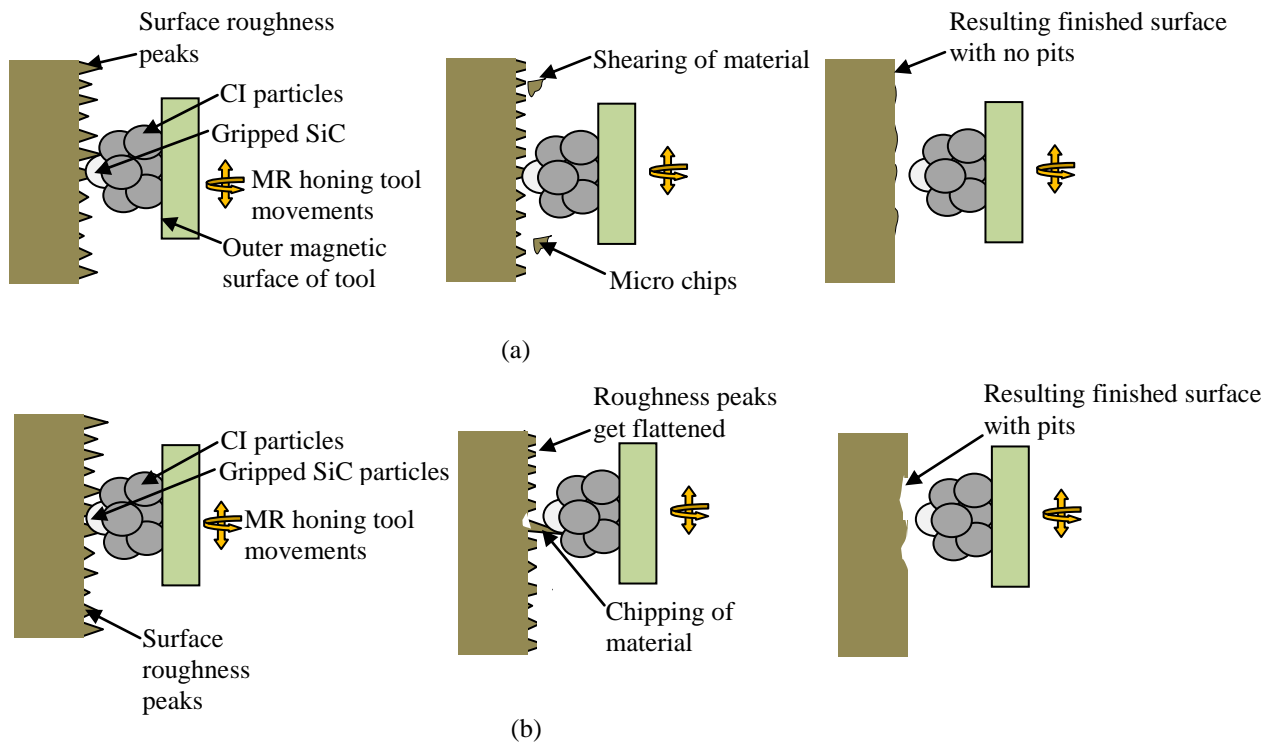 Surface roughness
peaks
CI particles
Gripped SiC
MR honing tool
movements
Outer magnetic
surface of tool
Shearing of material
Micro chips
Resulting finished surface
with no pits
(a)
CI particles
Gripped SiC particles
MR honing tool
movements
Surface
roughness
peaks
Roughness peaks
get flattened
Chipping of
material
Resulting finished surface
with pits
(b)